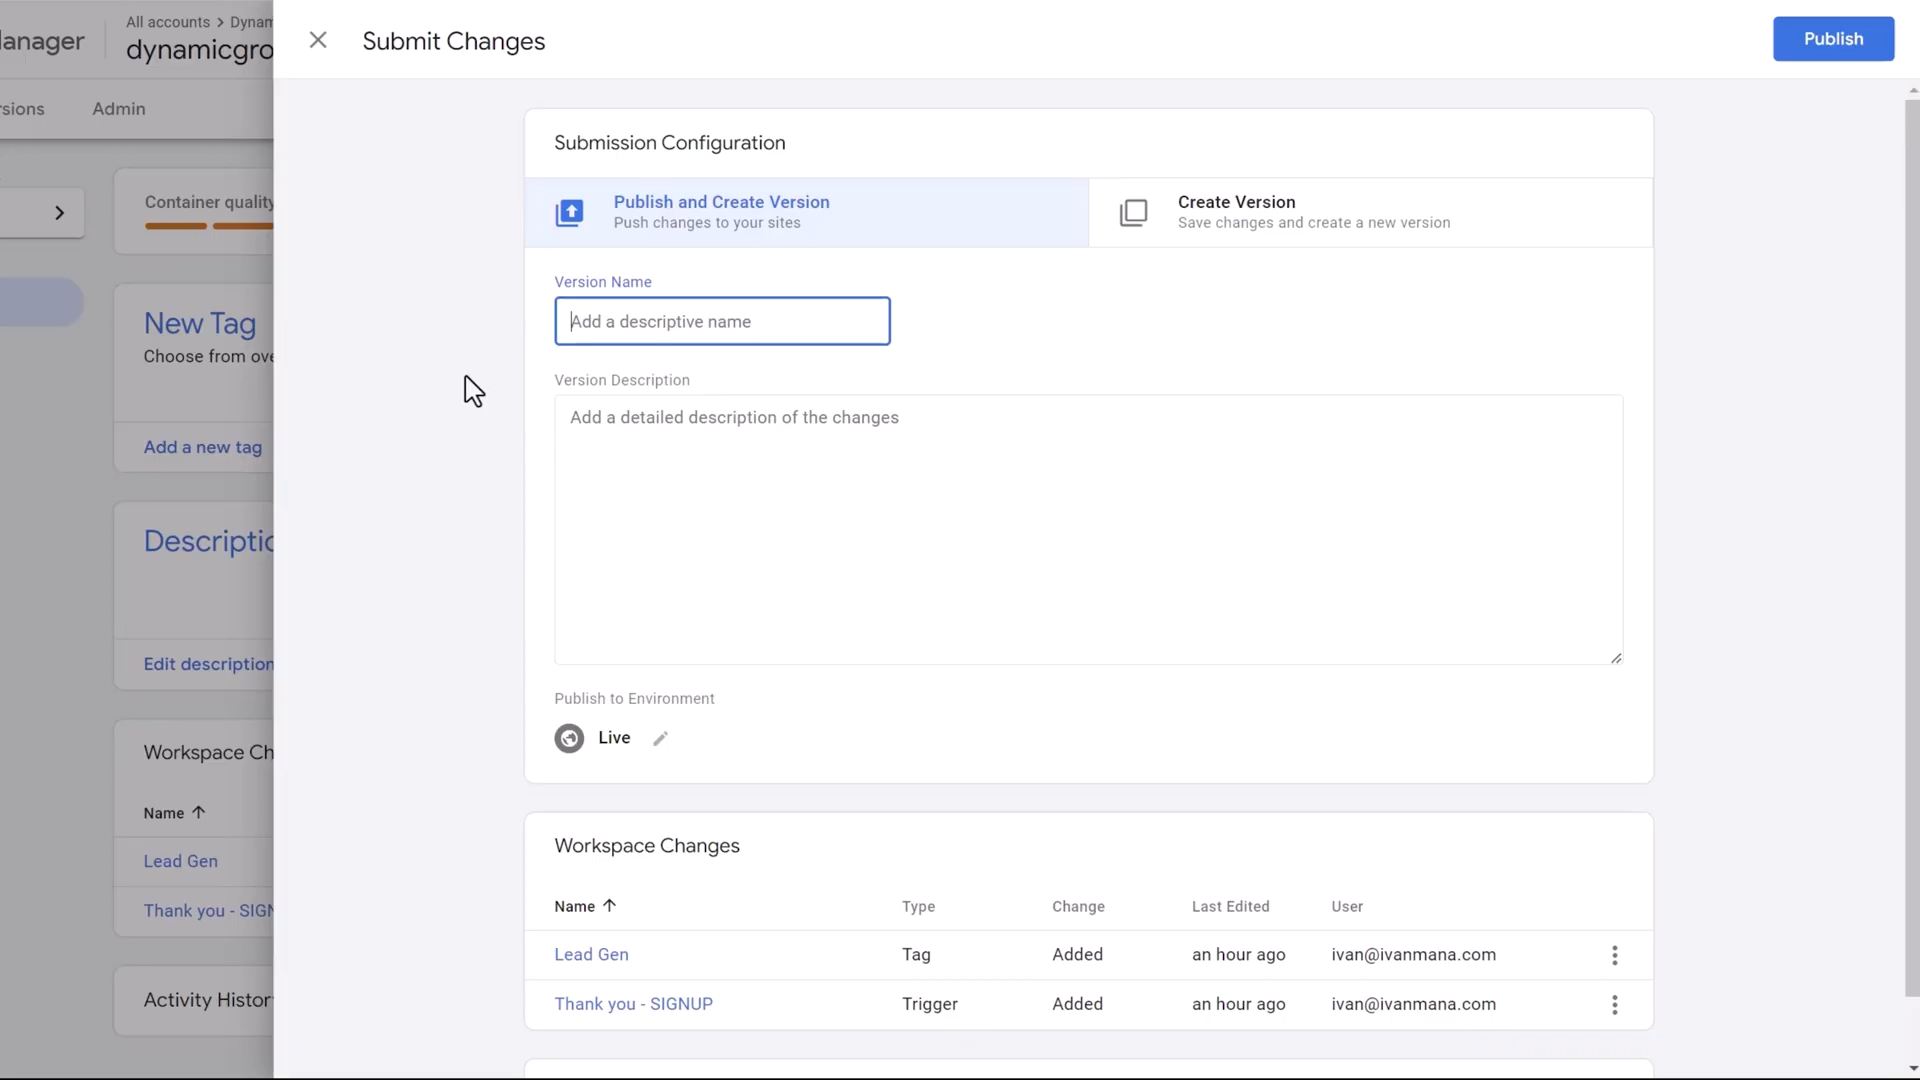 All accounts > Dynam
anager
dynamicgro
Submit Changes
Publish
rsions
Admin
Container quality
New Tag
Choose from ove
Add a new tag
Descriptio
Edit description
Workspace Ch
Name
Lead Gen
Thank you - SIGN
Activity Histor
Submission Configuration
Publish and Create Version
Push changes to your sites
Create Version
Save changes and create a new version
Version Name
Add a descriptive name
Version Description
Add a detailed description of the changes
Publish to Environment
Live
Workspace Changes
Name Type Change Last Edited User
Lead Gen Tag Added an hour ago ivan@ivanmana.com
Thank you - SIGNUP Trigger Added an hour ago ivan@ivanmana.com